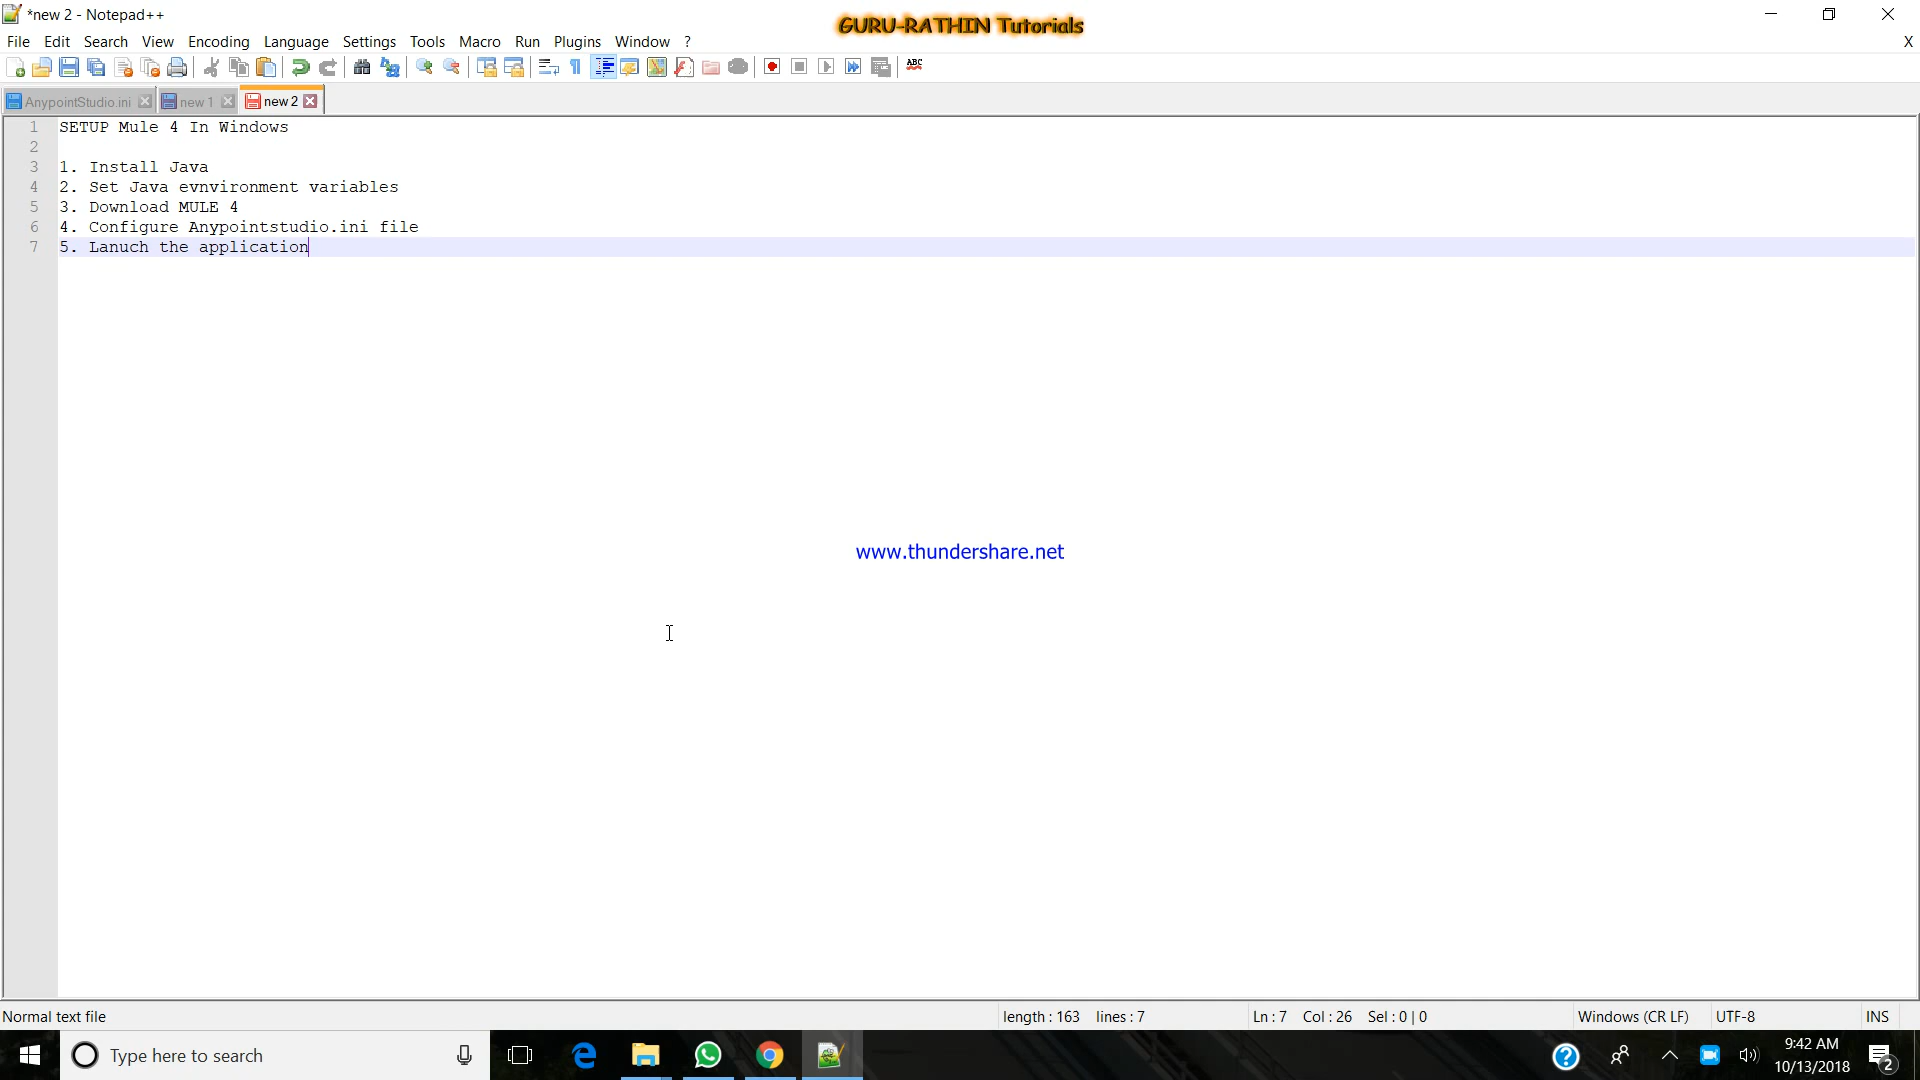 *new 2 - Notepad++
GURU-RATHIN Tutorials
File Edit Search View Encoding Language Settings Tools Macro Run Plugins Window ? X
ABC
AnypointStudio.ini new 1 new 2
1 SETUP Mule 4 In Windows
2
3 1. Install Java
4 2. Set Java evnvironment variables
5 3. Download MULE 4
6 4. Configure Anypointstudio.ini file
7 5. Lanuch the application
www.thundershare.net
Normal text file length : 163 lines : 7 Ln : 7 Col : 26 Sel : 0 | 0 Windows (CR LF) UTF-8 INS
Type here to search
9:42 AM
10/13/2018
2